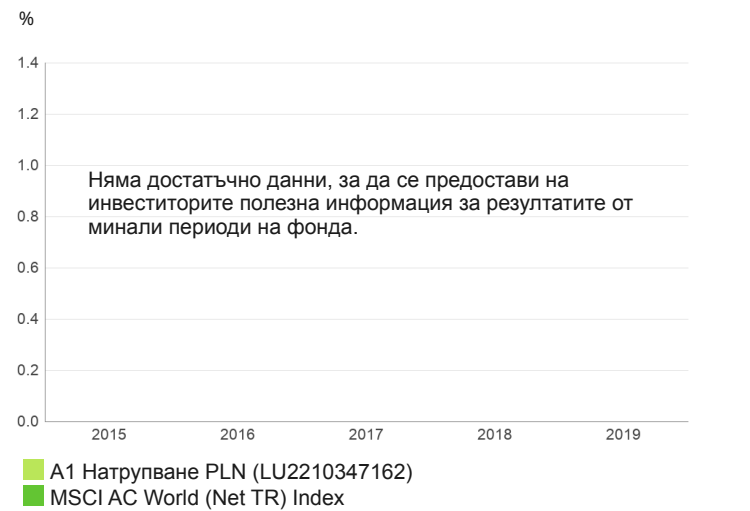 %
1.4
1.2
1.0
Няма достатъчно данни, за да се предостави на
инвеститорите полезна информация за резултатите от
минали периоди на фонда.
0.8
0.6
0.4
0.2
0.0
2015 2016 2017 2018 2019
A1 Натрупване PLN (LU2210347162)
MSCI AC World (Net TR) Index